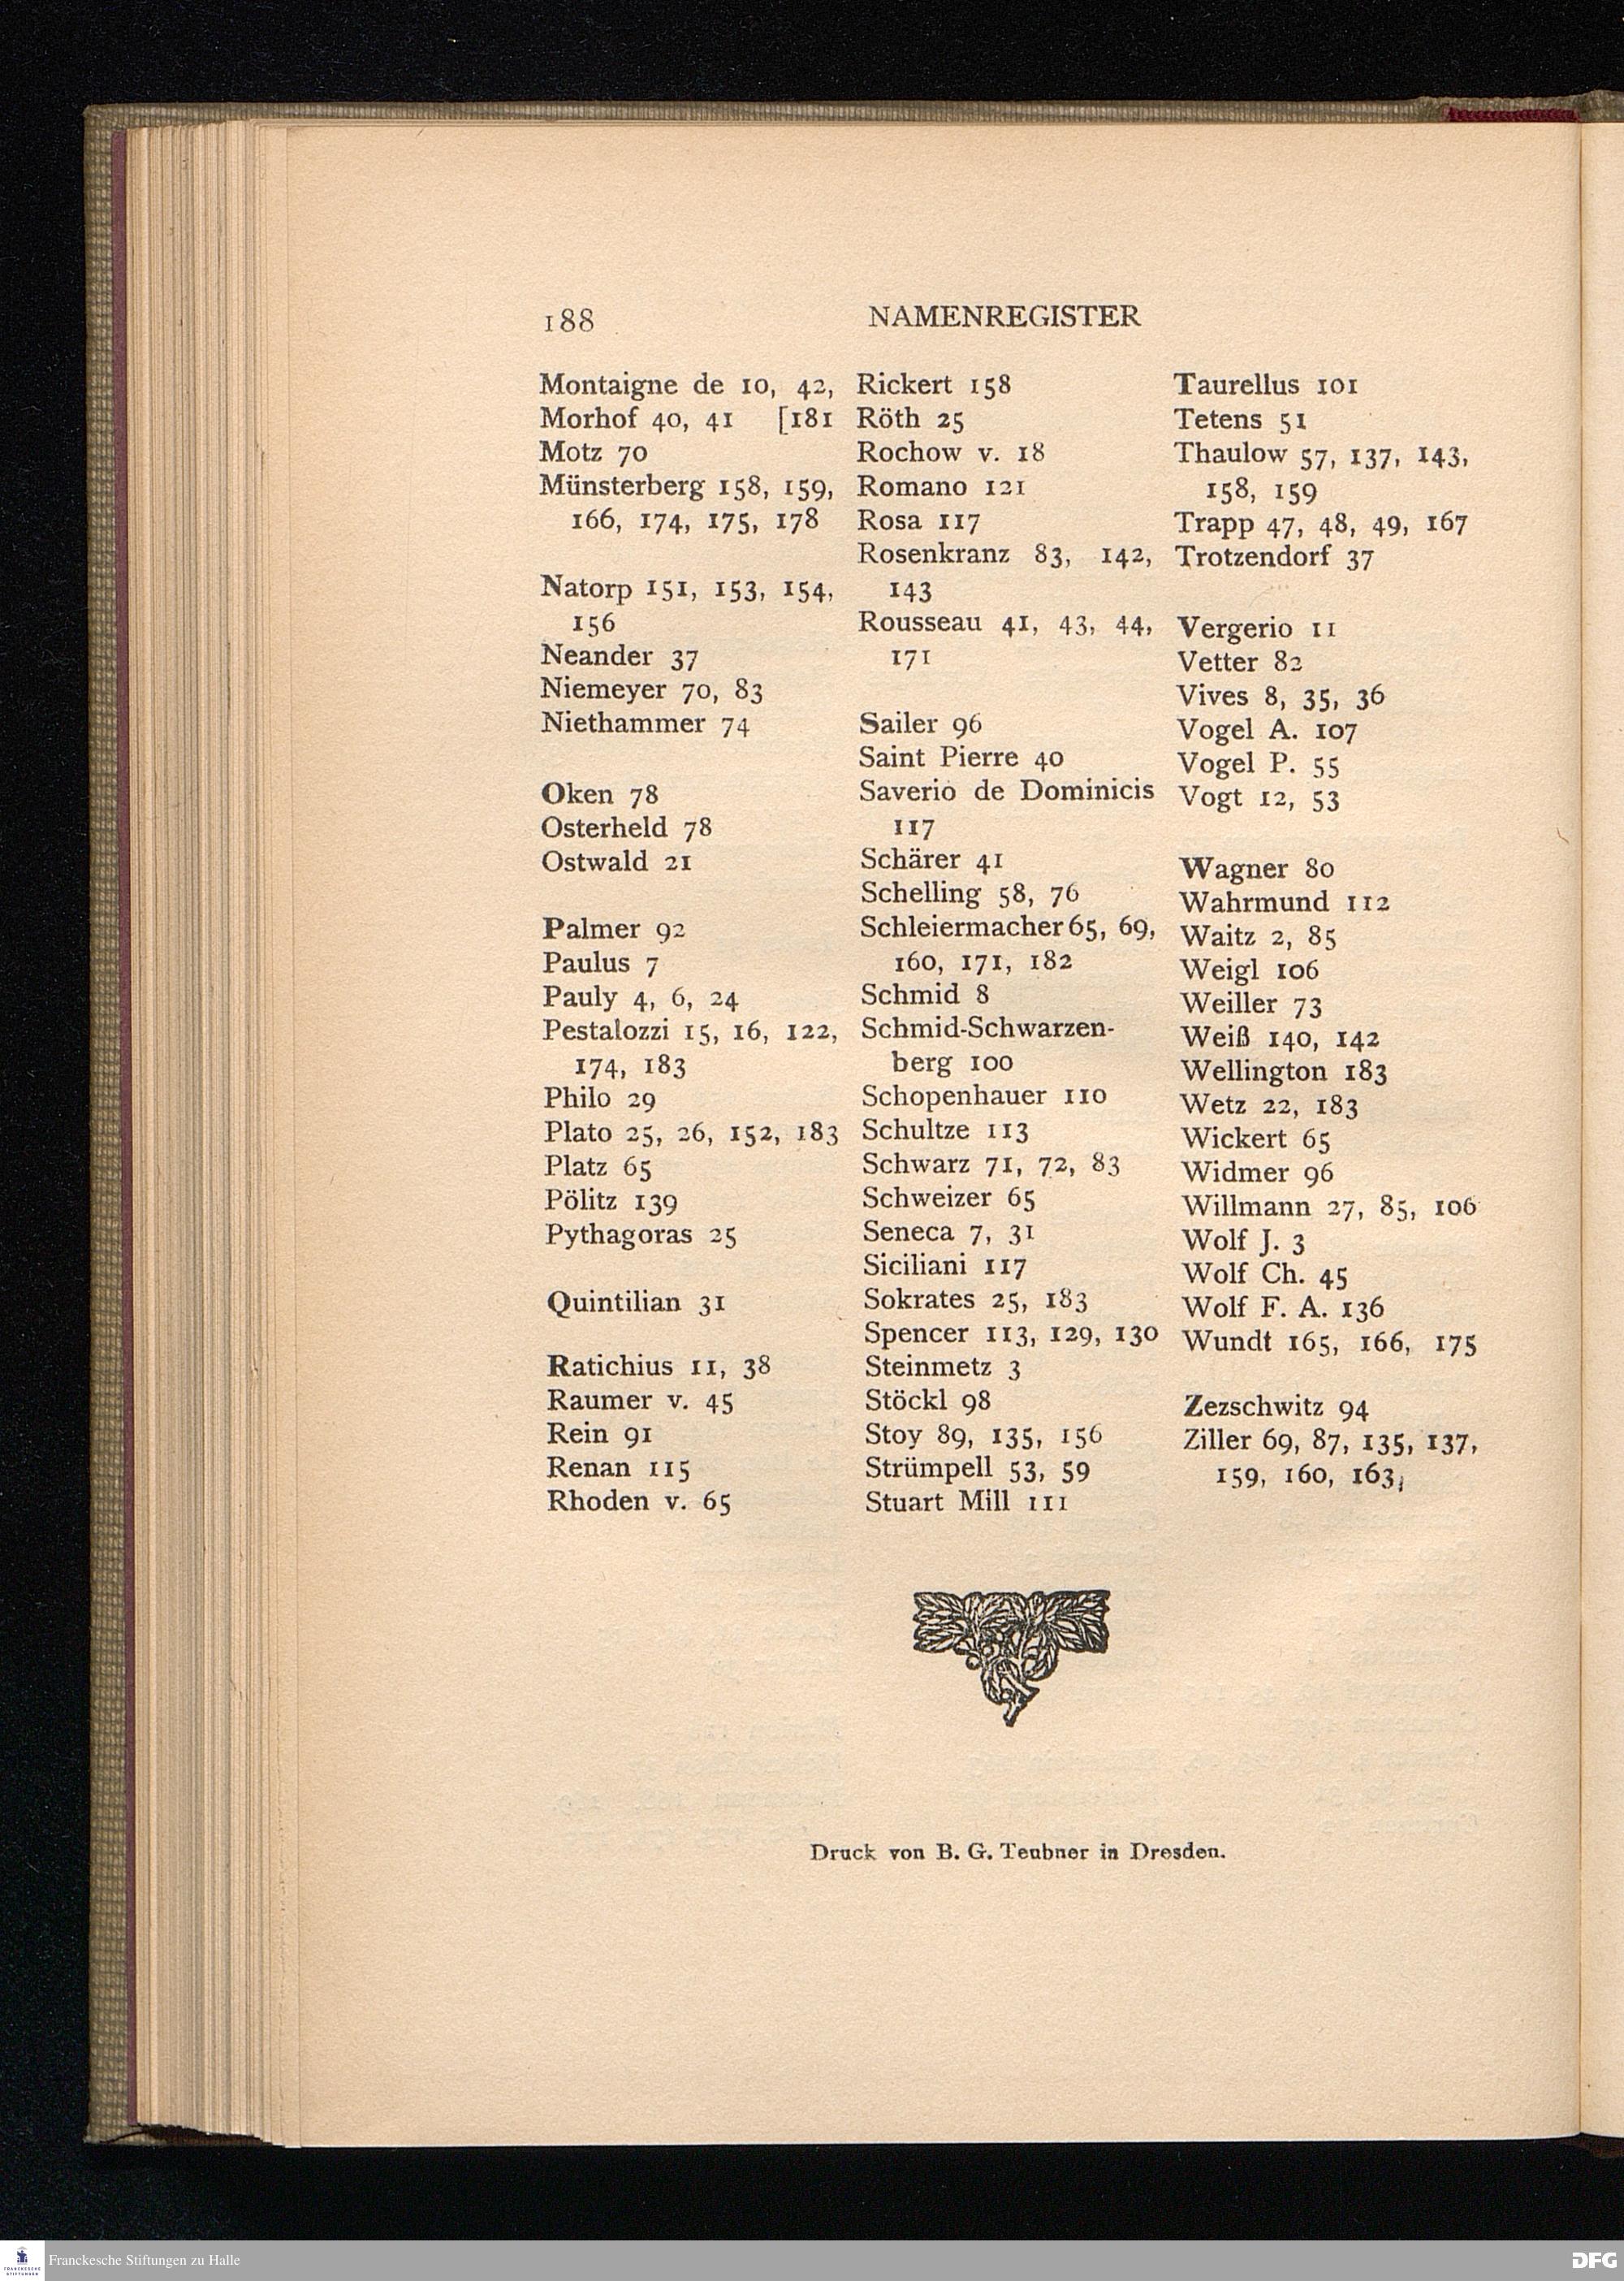 188
NAMENREGISTER
Montaigne de 10, 42,
Morhof 40, 41 [181
Motz 70
Münsterberg 158, 159,
166, 174, 175, 178
Natorp 151, 153, 154,
156
Neander 37
Niemeyer 70, 83
Niethammer 74
Oken 78
Osterheld 78
Ostwald 21
Palmer 92
Paulus 7
Pauly 4, 6, 24
Pestalozzi 15, 16, 122,
174, 183
Philo 29
Plato 25, 26, 152, 183
Platz 65
Pölitz 139
Pythagoras 25
Quintilian 31
Ratichius 11, 38
Raumer v. 45
Rein 91
Renan 115
Rhoden v. 65
Rickert 158
Röth 25
Rochow v. 18
Romano 121
Rosa 117
Rosenkranz 83, 142,
143
Rousseau 41, 43, 44,
171
Sailer 96
Saint Pierre 40
Saverio de Dominicis
117
Schärer 41
Schelling 58, 76
Schleiermacher 65, 69,
160, 171, 182
Schmid 8
Schmid-Schwarzen-
berg 100
Schopenhauer 110
Schultze 113
Schwarz 71, 72, 83
Schweizer 65
Seneca 7, 31
Siciliani 117
Sokrates 25, 183
Spencer 113, 129, 130
Steinmetz 3
Stöckl 98
Stoy 89, 135, 156
Strümpell 53, 59
Stuart Mill 111
Taurellus 101
Tetens 51
Thaulow 57, 137, 143,
158, 159
Trapp 47, 48, 49, 167
Trotzendorf 37
Vergerio 11
Vetter 82
Vives 8, 35, 36
Vogel A. 107
Vogel P. 55
Vogt 12, 53
Wagner 80
Wahrmund 112
Waitz 2, 85
Weigl 106
Weiller 73
Weiß 140, 142
Wellington 183
Wetz 22, 183
Wickert 65
Widmer 96
Willmann 27, 85, 106
Wolf J. 3
Wolf Ch. 45
Wolf F. A. 136
Wundt 165, 166, 175
Zezschwitz 94
Ziller 69, 87, 135, 137,
159, 160, 163,
Druck von B. G. Teubner in Dresden.
FRANCKESCHE
STIFTUNGEN
Franckesche Stiftungen zu Halle
DFG